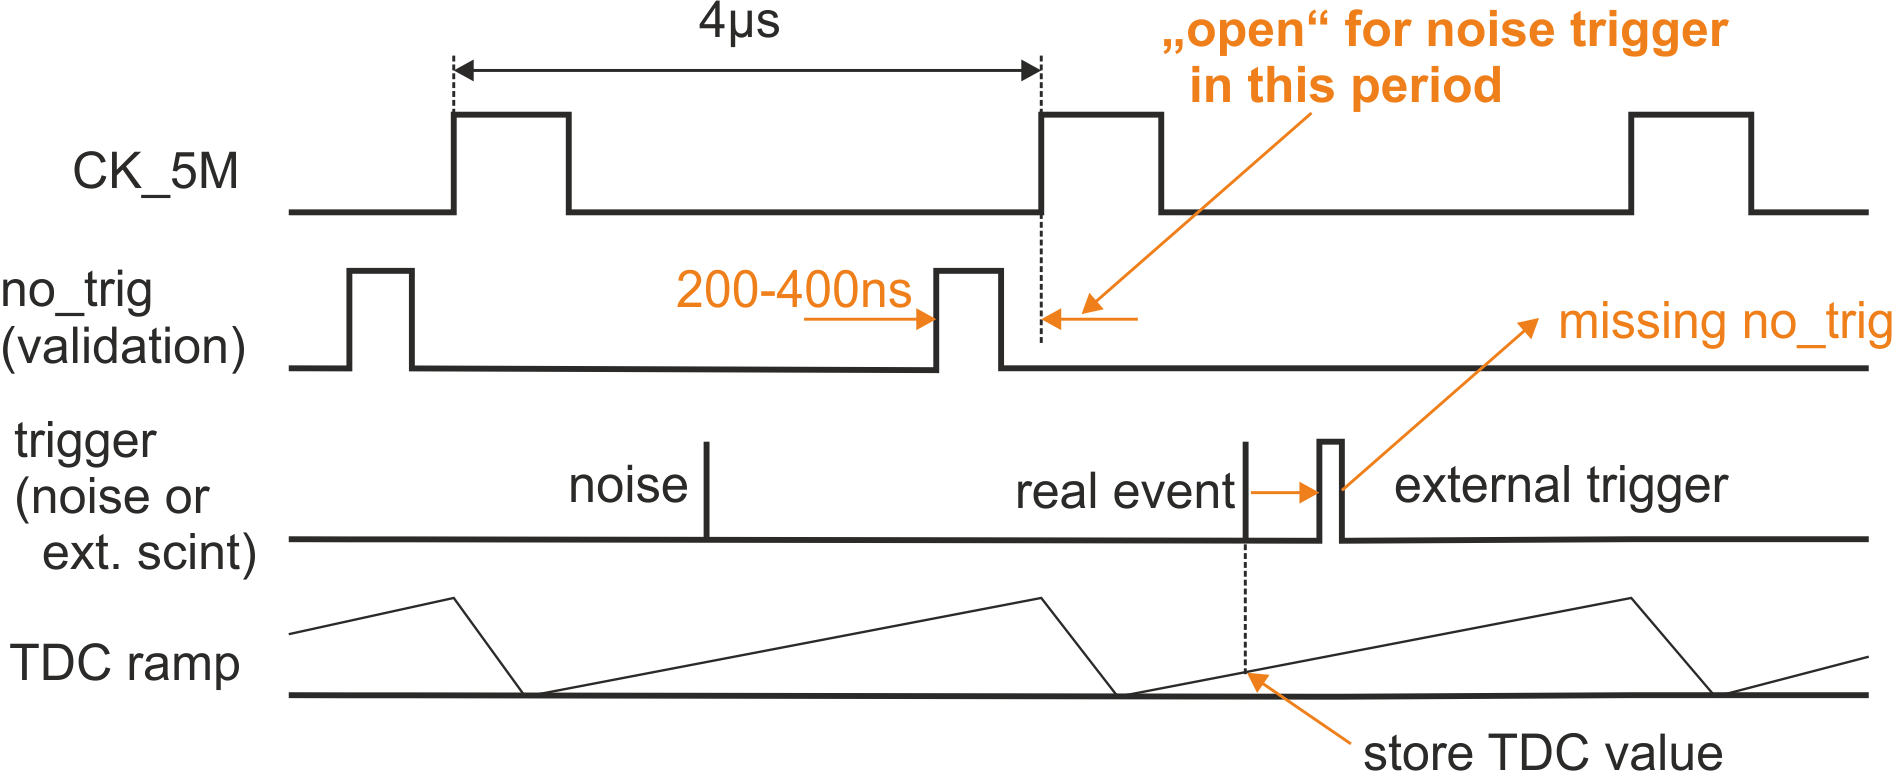 4µs
„open“ for noise trigger
in this period
CK_5M
no_trig
(validation)
200-400ns
missing no_trig
trigger
(noise or
ext. scint)
noise
real event
external trigger
TDC ramp
store TDC value